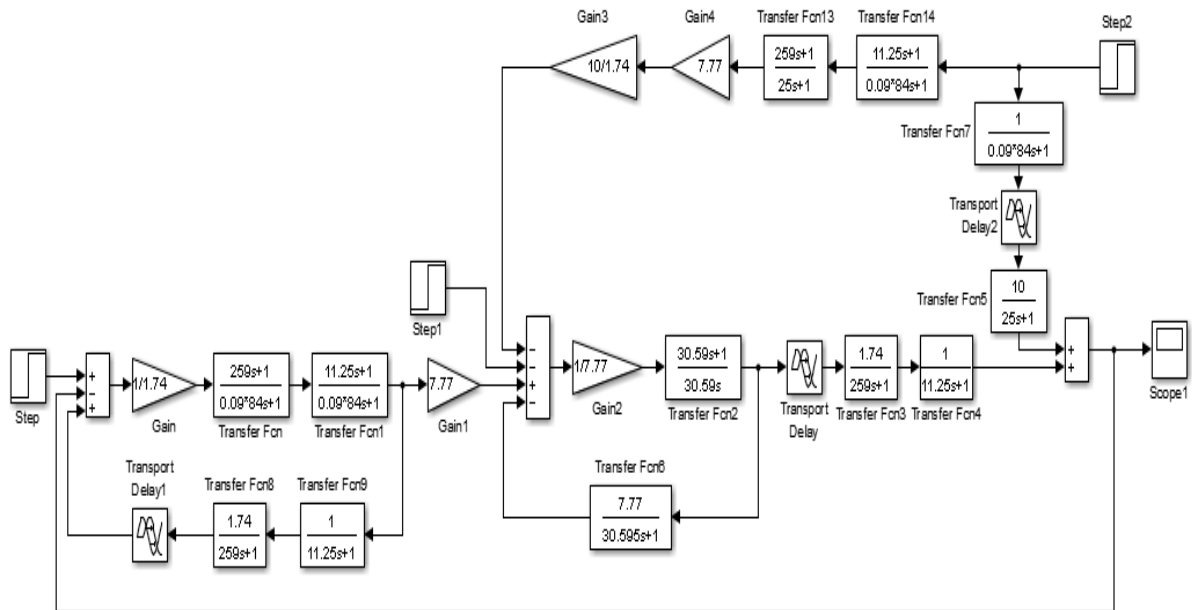 Gain3
Gain4
Transfer Fcn13
Transfer Fcn14
Step2
10/1.74
7.77
259s+1
25s+1
11.25s+1
0.09*84s+1
Transfer Fcn7
1
0.09*84s+1
Transport
Delay2
Transfer Fcn5
10
25s+1
Step1
Step
+
−
+
1/1.74
Gain
259s+1
0.09*84s+1
Transfer Fcn
11.25s+1
0.09*84s+1
Transfer Fcn1
7.77
Gain1
−
−
+
−
1/7.77
Gain2
30.59s+1
30.59s
Transfer Fcn2
Transport
Delay
1.74
259s+1
Transfer Fcn3
1
11.25s+1
Transfer Fcn4
+
+
Scope1
Transport
Delay1
Transfer Fcn8
1.74
259s+1
Transfer Fcn9
1
11.25s+1
Transfer Fcn6
7.77
30.595s+1